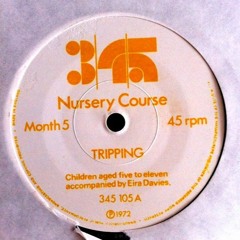 345
Nursery Course
Month 5 45 rpm
TRIPPING
Children aged five to eleven
accompanied by Eira Davies.
345 105 A
Ⓟ1972